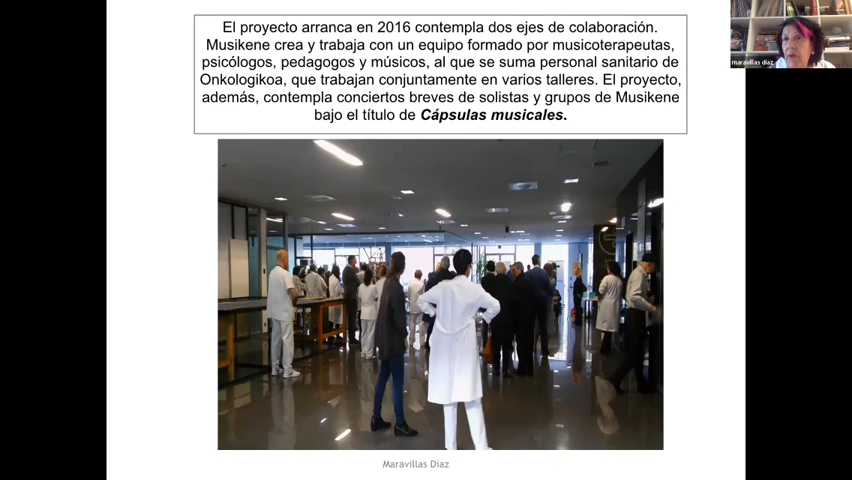 El proyecto arranca en 2016 contempla dos ejes de colaboración.
Musikene crea y trabaja con un equipo formado por musicoterapeutas,
psicólogos, pedagogos y músicos, al que se suma personal sanitario de
Onkologikoa, que trabajan conjuntamente en varios talleres. El proyecto,
además, contempla conciertos breves de solistas y grupos de Musikene
bajo el título de Cápsulas musicales.
maravillas diaz
Maravillas Díaz